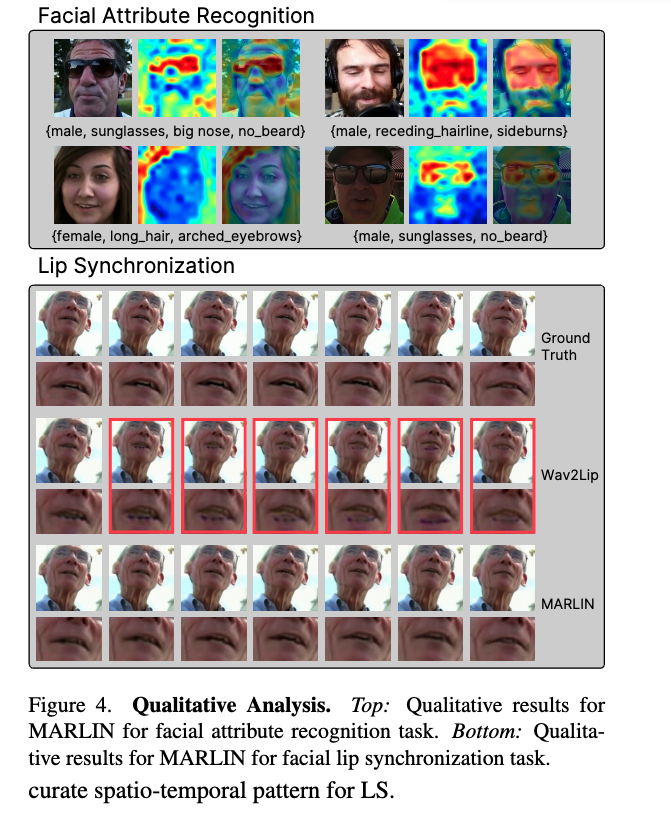 Facial Attribute Recognition
{male, sunglasses, big nose, no_beard}
{male, receding_hairline, sideburns}
{female, long_hair, arched_eyebrows}
{male, sunglasses, no_beard}
Lip Synchronization
Ground
Truth
Wav2Lip
MARLIN
Figure 4. Qualitative Analysis. Top: Qualitative results for
MARLIN for facial attribute recognition task. Bottom: Qualita-
tive results for MARLIN for facial lip synchronization task.
curate spatio-temporal pattern for LS.